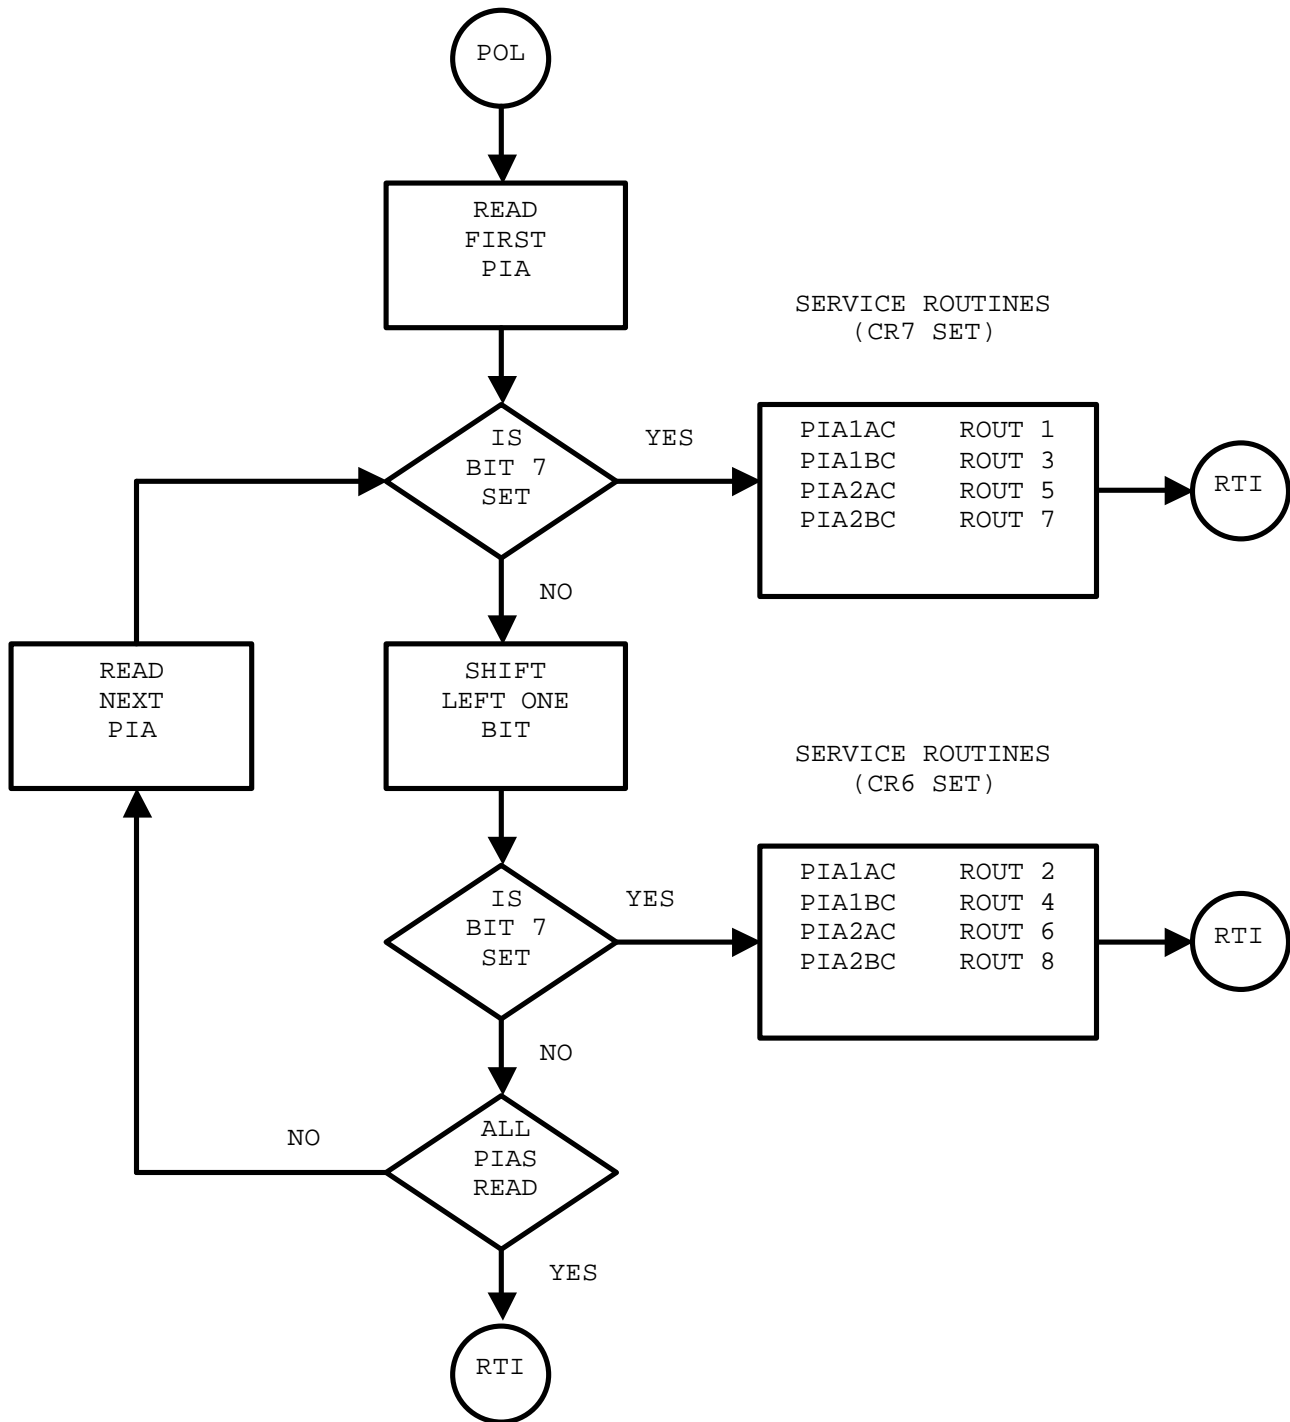 POL
READ
FIRST
PIA
SERVICE ROUTINES
(CR7 SET)
IS
BIT 7
SET
YES
PIA1AC ROUT 1
PIA1BC ROUT 3
PIA2AC ROUT 5
PIA2BC ROUT 7
RTI
NO
READ
NEXT
PIA
SHIFT
LEFT ONE
BIT
SERVICE ROUTINES
(CR6 SET)
IS
BIT 7
SET
YES
PIA1AC ROUT 2
PIA1BC ROUT 4
PIA2AC ROUT 6
PIA2BC ROUT 8
RTI
NO
ALL
PIAS
READ
NO
YES
RTI